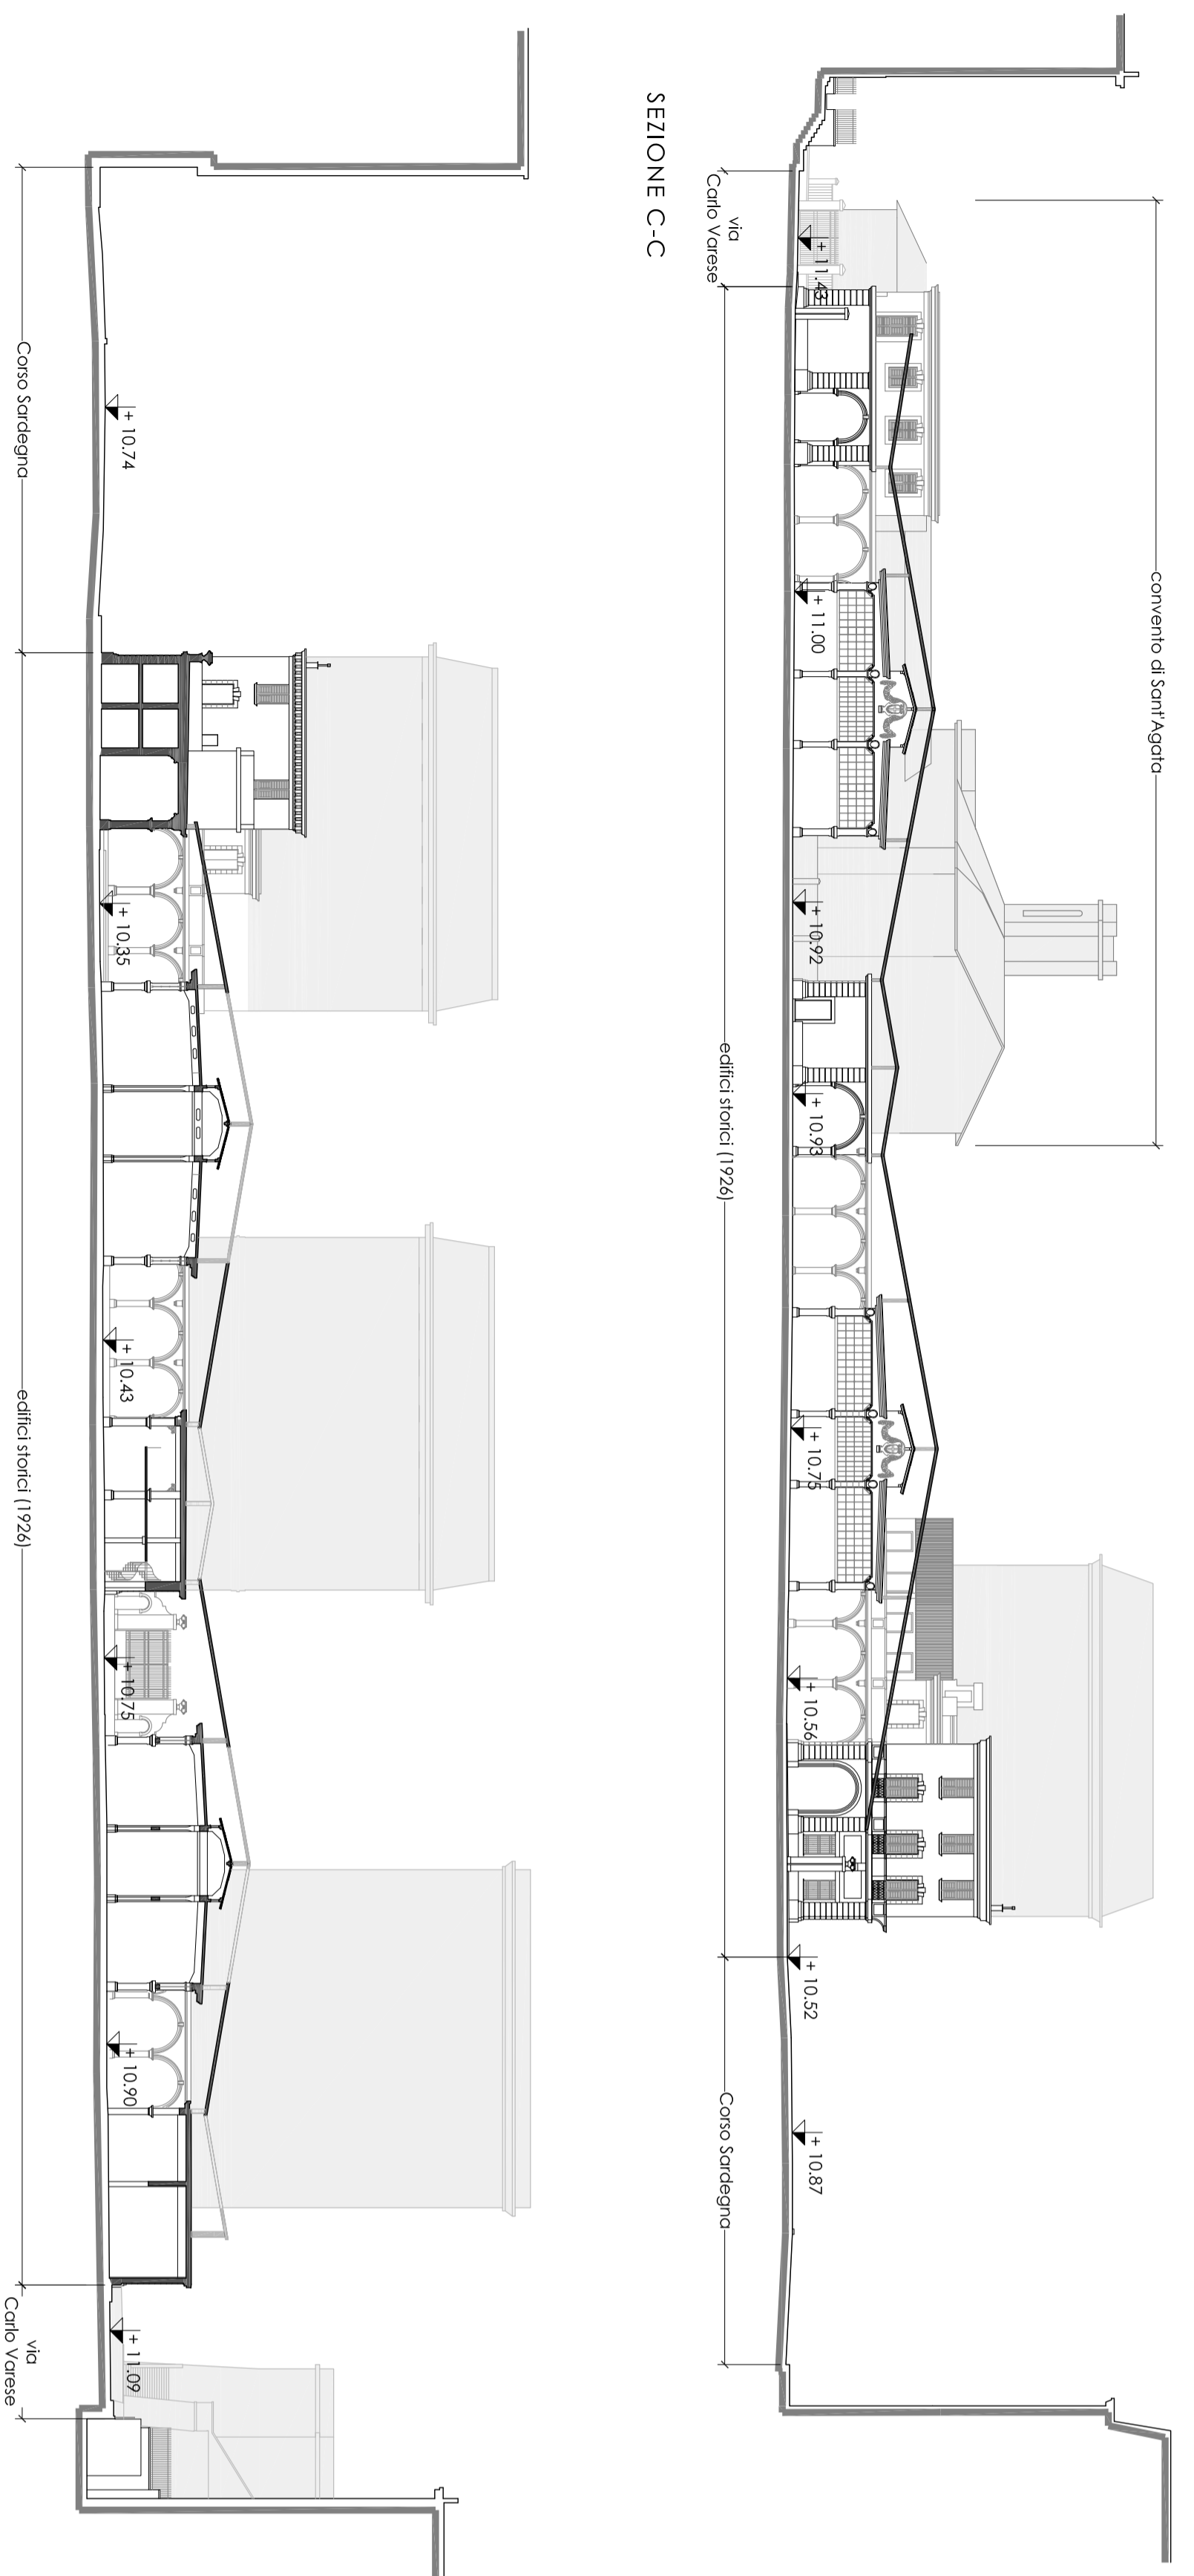 convento di Sant'Agata
+ 11.43
+ 11.00
+ 10.92
+ 10.93
+ 10.75
+ 10.56
+ 10.52
+ 10.87
via
Carlo Varese
edifici storici (1926)
Corso Sardegna
SEZIONE C-C
+ 10.74
+ 10.35
+ 10.43
+ 10.75
+ 10.90
+ 11.09
Corso Sardegna
edifici storici (1926)
via
Carlo Varese